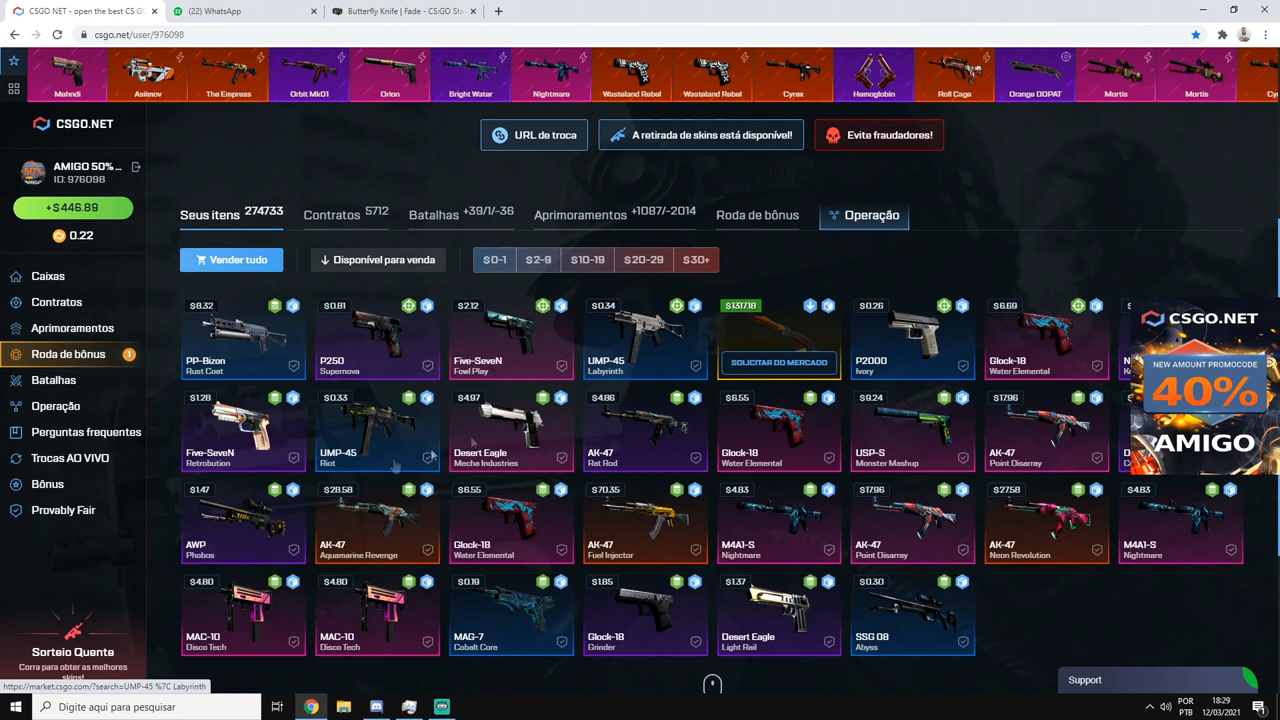 CSGO NET - open the best CS GO
(22) WhatsApp
Butterfly Knife | Fade - CS:GO Sta
csgo.net/user/976098
Mehndi
Asiimov
The Empress
Orbit Mk01
Orion
Bright Water
Nightmare
Wasteland Rebel
Wasteland Rebel
Cyrex
Hemoglobin
Roll Cage
Orange DDPAT
Mortis
Mortis
Cy
CSGO.NET
URL de troca
A retirada de skins está disponível!
Evite fraudadores!
AMIGO 50% ...
ID: 976098
+$446.89
0.22
Seus itens 274733
Contratos 5712
Batalhas +39/1/-36
Aprimoramentos +1087/-2014
Roda de bônus
Operação
Vender tudo
Disponível para venda
$0-1
$2-9
$10-19
$20-29
$30+
Caixas
Contratos
Aprimoramentos
Roda de bônus 1
Batalhas
Operação
Perguntas frequentes
Trocas AO VIVO
Bônus
Provably Fair
$8.32
PP-Bizon
Rust Coat
$0.81
P250
Supernova
$2.12
Five-SeveN
Fowl Play
$0.34
UMP-45
Labyrinth
$1317.18
SOLICITAR DO MERCADO
$0.26
P2000
Ivory
$6.69
Glock-18
Water Elemental
$1.28
Five-SeveN
Retrobution
$0.33
UMP-45
Riot
$4.97
Desert Eagle
Mecha Industries
$4.86
AK-47
Rat Rod
$6.55
Glock-18
Water Elemental
$9.24
USP-S
Monster Mashup
$17.96
AK-47
Point Disarray
CSGO.NET
NEW AMOUNT PROMOCODE
40%
AMIGO
$1.47
AWP
Phobos
$28.58
AK-47
Aquamarine Revenge
$6.55
Glock-18
Water Elemental
$70.35
AK-47
Fuel Injector
$4.83
M4A1-S
Nightmare
$17.96
AK-47
Point Disarray
$27.58
AK-47
Neon Revolution
$4.83
M4A1-S
Nightmare
$4.80
MAC-10
Disco Tech
$4.80
MAC-10
Disco Tech
$0.19
MAG-7
Cobalt Core
$1.85
Glock-18
Grinder
$1.37
Desert Eagle
Light Rail
$0.30
SSG 08
Abyss
Sorteio Quente
Corra para obter as melhores
skins!
Support
https://market.csgo.com/?search=UMP-45 %7C Labyrinth
Digite aqui para pesquisar
POR
PTB
18:29
12/03/2021
1